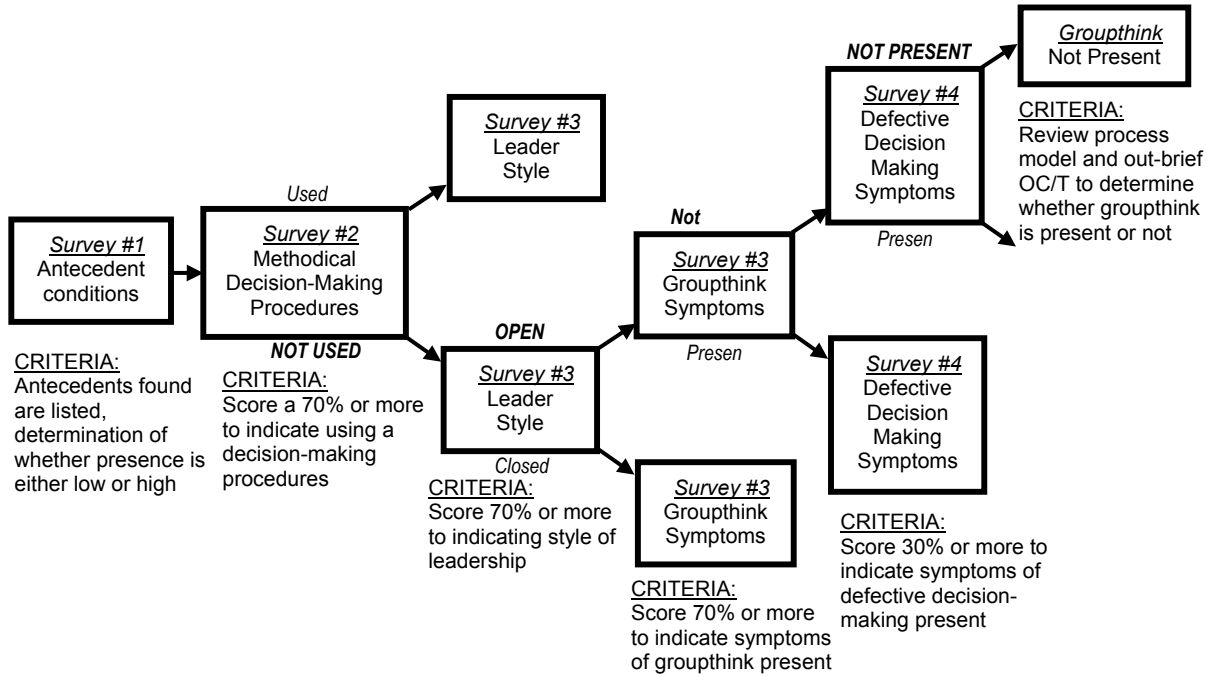 Survey #1
Antecedent
conditions
CRITERIA:
Antecedents found
are listed,
determination of
whether presence is
either low or high
Used
Survey #2
Methodical
Decision-Making
Procedures
NOT USED
CRITERIA:
Score a 70% or more
to indicate using a
decision-making
procedures
Survey #3
Leader
Style
OPEN
Survey #3
Leader
Style
Closed
CRITERIA:
Score 70% or more
to indicating style of
leadership
Not
Survey #3
Groupthink
Symptoms
Presen
Survey #3
Groupthink
Symptoms
CRITERIA:
Score 70% or more
to indicate symptoms
of groupthink present
NOT PRESENT
Survey #4
Defective
Decision
Making
Symptoms
Presen
Survey #4
Defective
Decision
Making
Symptoms
CRITERIA:
Score 30% or more to
indicate symptoms of
defective decision-
making present
Groupthink
Not Present
CRITERIA:
Review process
model and out-brief
OC/T to determine
whether groupthink
is present or not